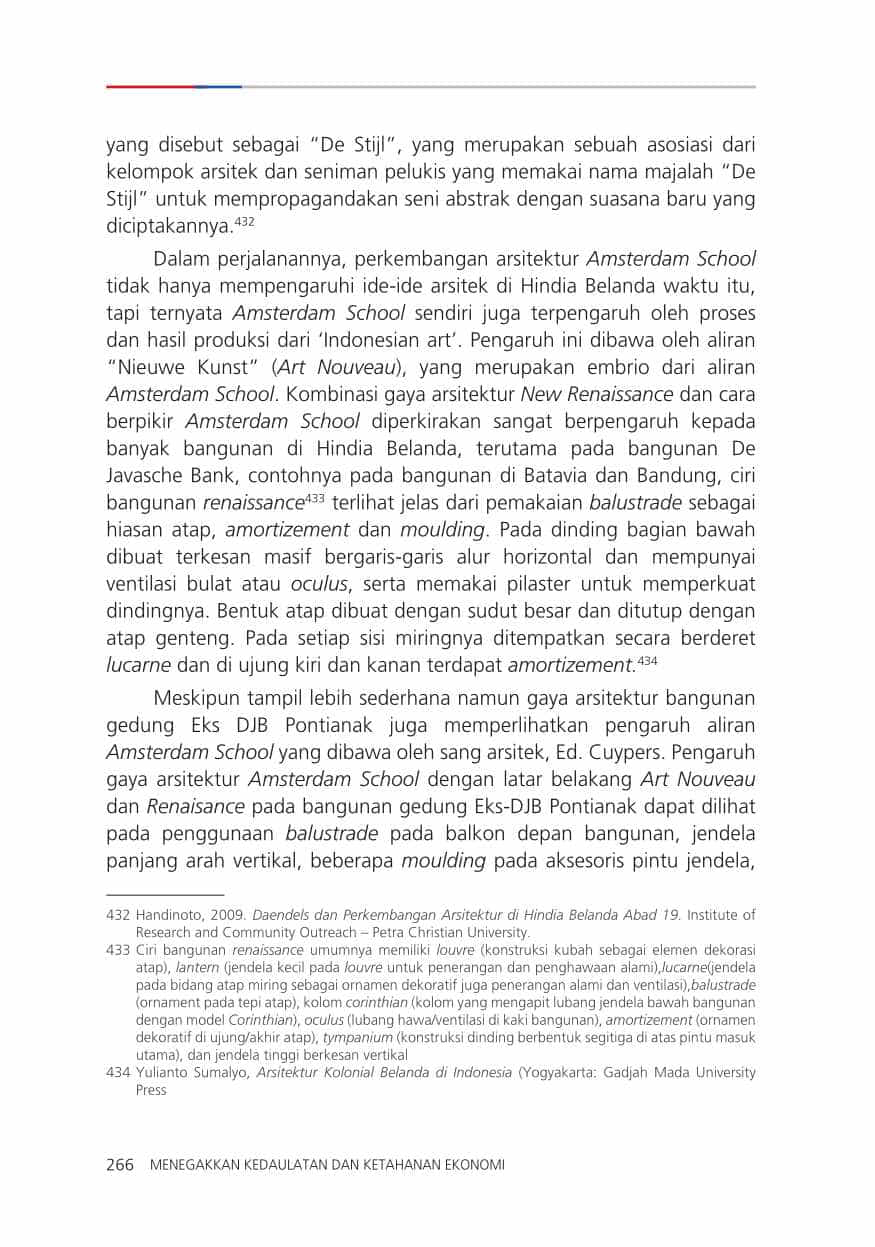 yang disebut sebagai “De Stijl”, yang merupakan sebuah asosiasi dari
kelompok arsitek dan seniman pelukis yang memakai nama majalah “De
Stijl” untuk mempropagandakan seni abstrak dengan suasana baru yang
diciptakannya.432
Dalam perjalanannya, perkembangan arsitektur Amsterdam School
tidak hanya mempengaruhi ide-ide arsitek di Hindia Belanda waktu itu,
tapi ternyata Amsterdam School sendiri juga terpengaruh oleh proses
dan hasil produksi dari ‘Indonesian art’. Pengaruh ini dibawa oleh aliran
“Nieuwe Kunst” (Art Nouveau), yang merupakan embrio dari aliran
Amsterdam School. Kombinasi gaya arsitektur New Renaissance dan cara
berpikir Amsterdam School diperkirakan sangat berpengaruh kepada
banyak bangunan di Hindia Belanda, terutama pada bangunan De
Javasche Bank, contohnya pada bangunan di Batavia dan Bandung, ciri
bangunan renaissance433 terlihat jelas dari pemakaian balustrade sebagai
hiasan atap, amortizement dan moulding. Pada dinding bagian bawah
dibuat terkesan masif bergaris-garis alur horizontal dan mempunyai
ventilasi bulat atau oculus, serta memakai pilaster untuk memperkuat
dindingnya. Bentuk atap dibuat dengan sudut besar dan ditutup dengan
atap genteng. Pada setiap sisi miringnya ditempatkan secara berderet
lucarne dan di ujung kiri dan kanan terdapat amortizement.434
Meskipun tampil lebih sederhana namun gaya arsitektur bangunan
gedung Eks DJB Pontianak juga memperlihatkan pengaruh aliran
Amsterdam School yang dibawa oleh sang arsitek, Ed. Cuypers. Pengaruh
gaya arsitektur Amsterdam School dengan latar belakang Art Nouveau
dan Renaisance pada bangunan gedung Eks-DJB Pontianak dapat dilihat
pada penggunaan balustrade pada balkon depan bangunan, jendela
panjang arah vertikal, beberapa moulding pada aksesoris pintu jendela,
432 Handinoto, 2009. Daendels dan Perkembangan Arsitektur di Hindia Belanda Abad 19. Institute of
Research and Community Outreach – Petra Christian University.
433 Ciri bangunan renaissance umumnya memiliki louvre (konstruksi kubah sebagai elemen dekorasi
atap), lantern (jendela kecil pada louvre untuk penerangan dan penghawaan alami),lucarne(jendela
pada bidang atap miring sebagai ornamen dekoratif juga penerangan alami dan ventilasi),balustrade
(ornament pada tepi atap), kolom corinthian (kolom yang mengapit lubang jendela bawah bangunan
dengan model Corinthian), oculus (lubang hawa/ventilasi di kaki bangunan), amortizement (ornamen
dekoratif di ujung/akhir atap), tympanium (konstruksi dinding berbentuk segitiga di atas pintu masuk
utama), dan jendela tinggi berkesan vertikal
434 Yulianto Sumalyo, Arsitektur Kolonial Belanda di Indonesia (Yogyakarta: Gadjah Mada University
Press
266 MENEGAKKAN KEDAULATAN DAN KETAHANAN EKONOMI